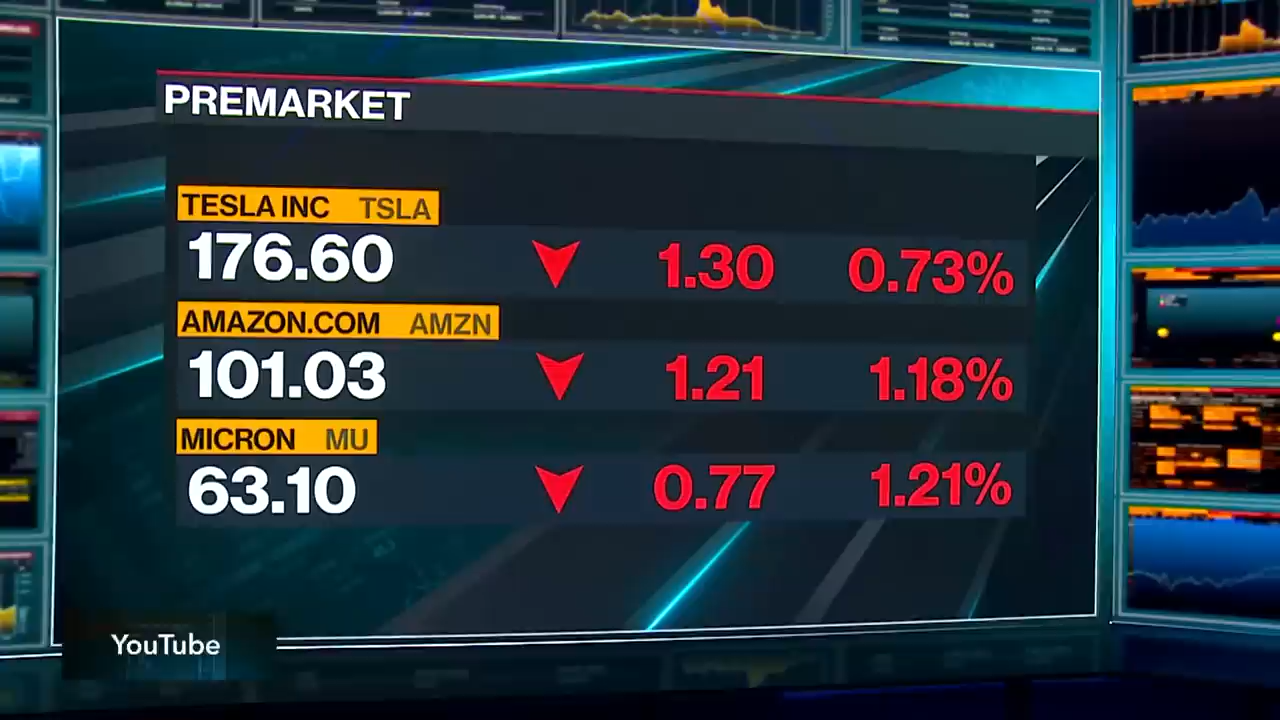 PREMARKET
TESLA INC TSLA
176.60 1.30 0.73%
AMAZON.COM AMZN
101.03 1.21 1.18%
MICRON MU
63.10 0.77 1.21%
YouTube